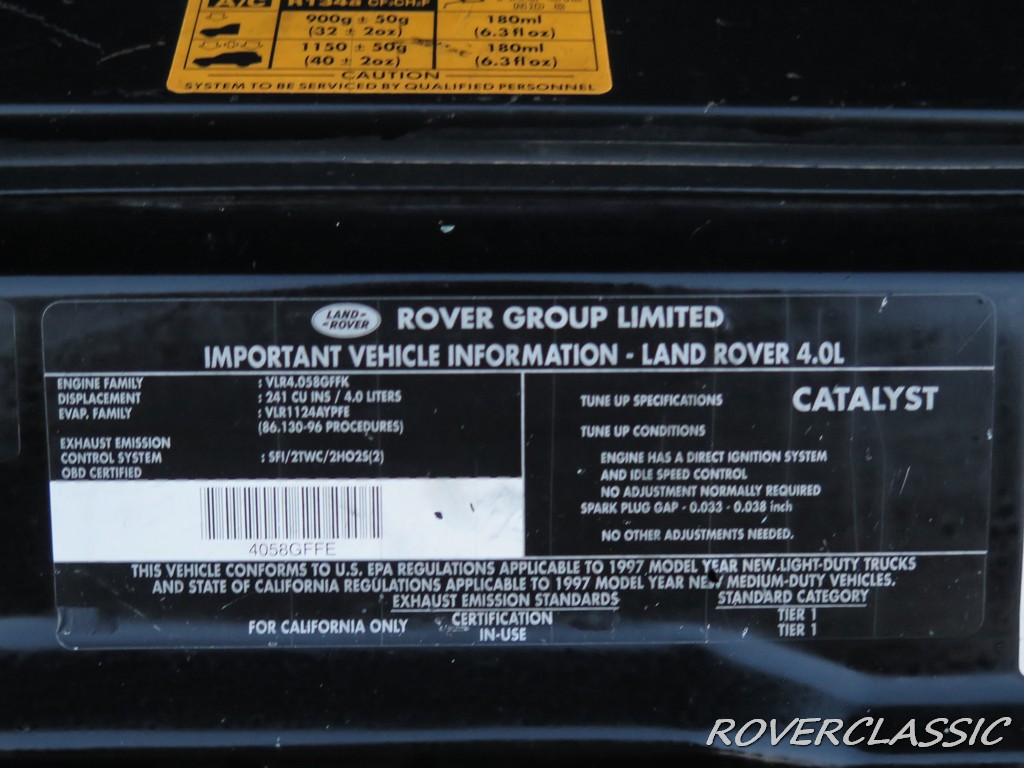 A/C R134a CF₃CH₂F
900g ± 50g 180ml
(32 ± 2oz) (6.3fl oz)
1150 ± 50g 180ml
(40 ± 2oz) (6.3fl oz)
CAUTION
SYSTEM TO BE SERVICED BY QUALIFIED PERSONNEL
LAND-
-ROVER
ROVER GROUP LIMITED
IMPORTANT VEHICLE INFORMATION - LAND ROVER 4.0L
ENGINE FAMILY : VLR4.058GFFK
DISPLACEMENT : 241 CU INS / 4.0 LITERS
EVAP. FAMILY : VLR1124AYPFE
(86.130-96 PROCEDURES)
EXHAUST EMISSION
CONTROL SYSTEM : SFI/2TWC/2HO2S(2)
OBD CERTIFIED
4058GFFE
TUNE UP SPECIFICATIONS CATALYST
TUNE UP CONDITIONS
ENGINE HAS A DIRECT IGNITION SYSTEM
AND IDLE SPEED CONTROL
NO ADJUSTMENT NORMALLY REQUIRED
SPARK PLUG GAP - 0.033 - 0.038 inch
NO OTHER ADJUSTMENTS NEEDED.
THIS VEHICLE CONFORMS TO U.S. EPA REGULATIONS APPLICABLE TO 1997 MODEL YEAR NEW LIGHT-DUTY TRUCKS
AND STATE OF CALIFORNIA REGULATIONS APPLICABLE TO 1997 MODEL YEAR NEW MEDIUM-DUTY VEHICLES.
EXHAUST EMISSION STANDARDS STANDARD CATEGORY
FOR CALIFORNIA ONLY CERTIFICATION TIER 1
IN-USE TIER 1
ROVERCLASSIC